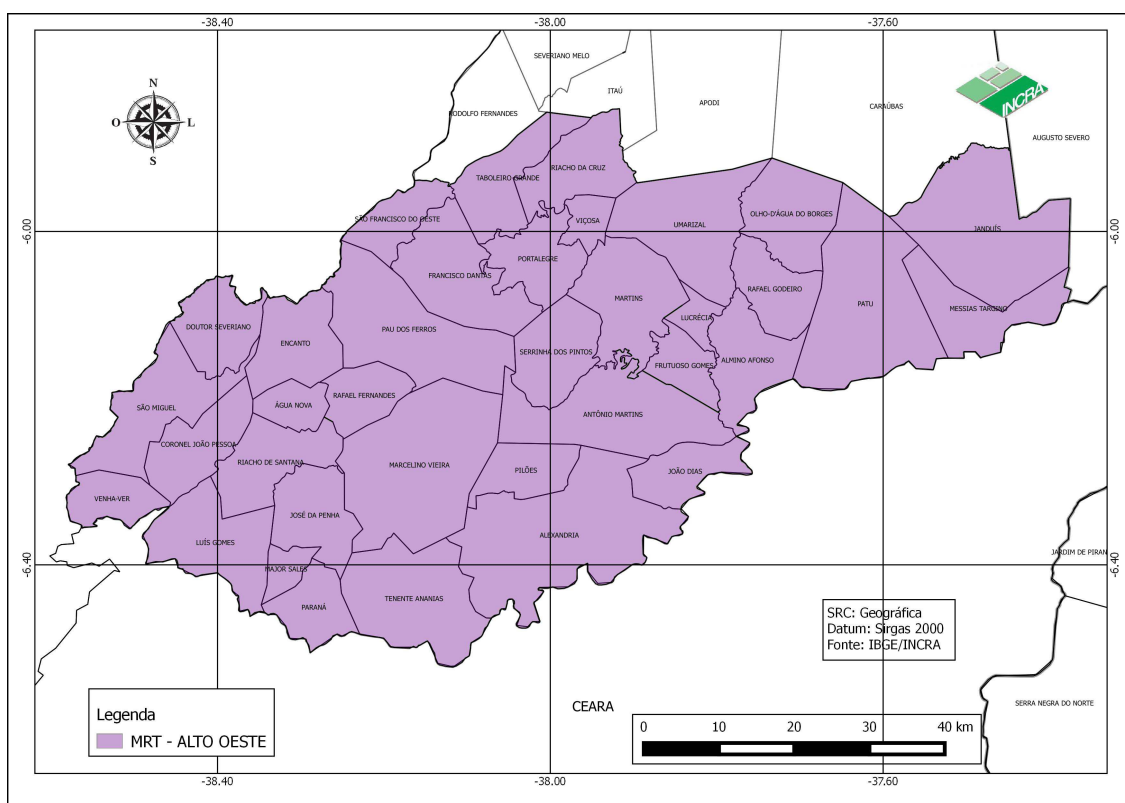 -38.40
-38.00
-37.60
SEVERIANO MELO
N
O
L
S
ITAÚ
APODI
CARAÚBAS
INCRA
RODOLFO FERNANDES
AUGUSTO SEVERO
RIACHO DA CRUZ
TABOLEIRO GRANDE
SÃO FRANCISCO DO OESTE
VIÇOSA
OLHO-D'ÁGUA DO BORGES
UMARIZAL
JANDUÍS
-6.00
-6.00
PORTALEGRE
FRANCISCO DANTAS
RAFAEL GODEIRO
MARTINS
PATU
MESSIAS TARGINO
LUCRÉCIA
DOUTOR SEVERIANO
PAU DOS FERROS
ENCANTO
SERRINHA DOS PINTOS
ALMINO AFONSO
FRUTUOSO GOMES
RAFAEL FERNANDES
ÁGUA NOVA
SÃO MIGUEL
ANTÔNIO MARTINS
CORONEL JOÃO PESSOA
RIACHO DE SANTANA
MARCELINO VIEIRA
PILÕES
JOÃO DIAS
VENHA-VER
JOSÉ DA PENHA
LUÍS GOMES
ALEXANDRIA
JARDIM DE PIRAN
-6.40
-6.40
MAJOR SALES
TENENTE ANANIAS
PARANÁ
SRC: Geográfica
Datum: Sirgas 2000
Fonte: IBGE/INCRA
SERRA NEGRA DO NORTE
CEARA
Legenda
MRT - ALTO OESTE
0 10 20 30 40 km
-38.40
-38.00
-37.60